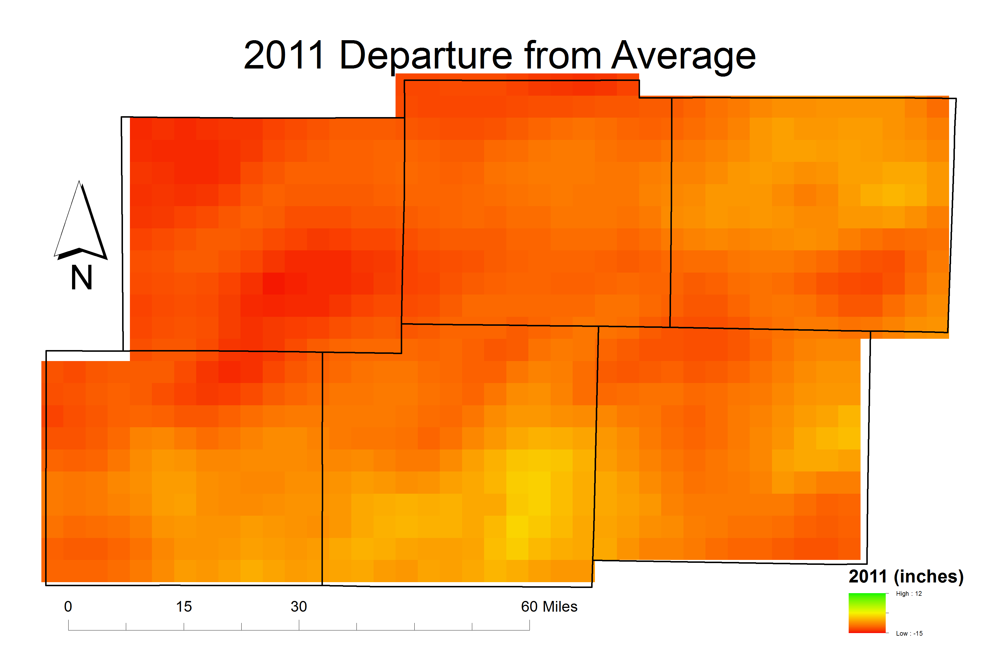 2011 Departure from Average
N
2011 (inches)
High : 12
Low : -15
0 15 30 60 Miles